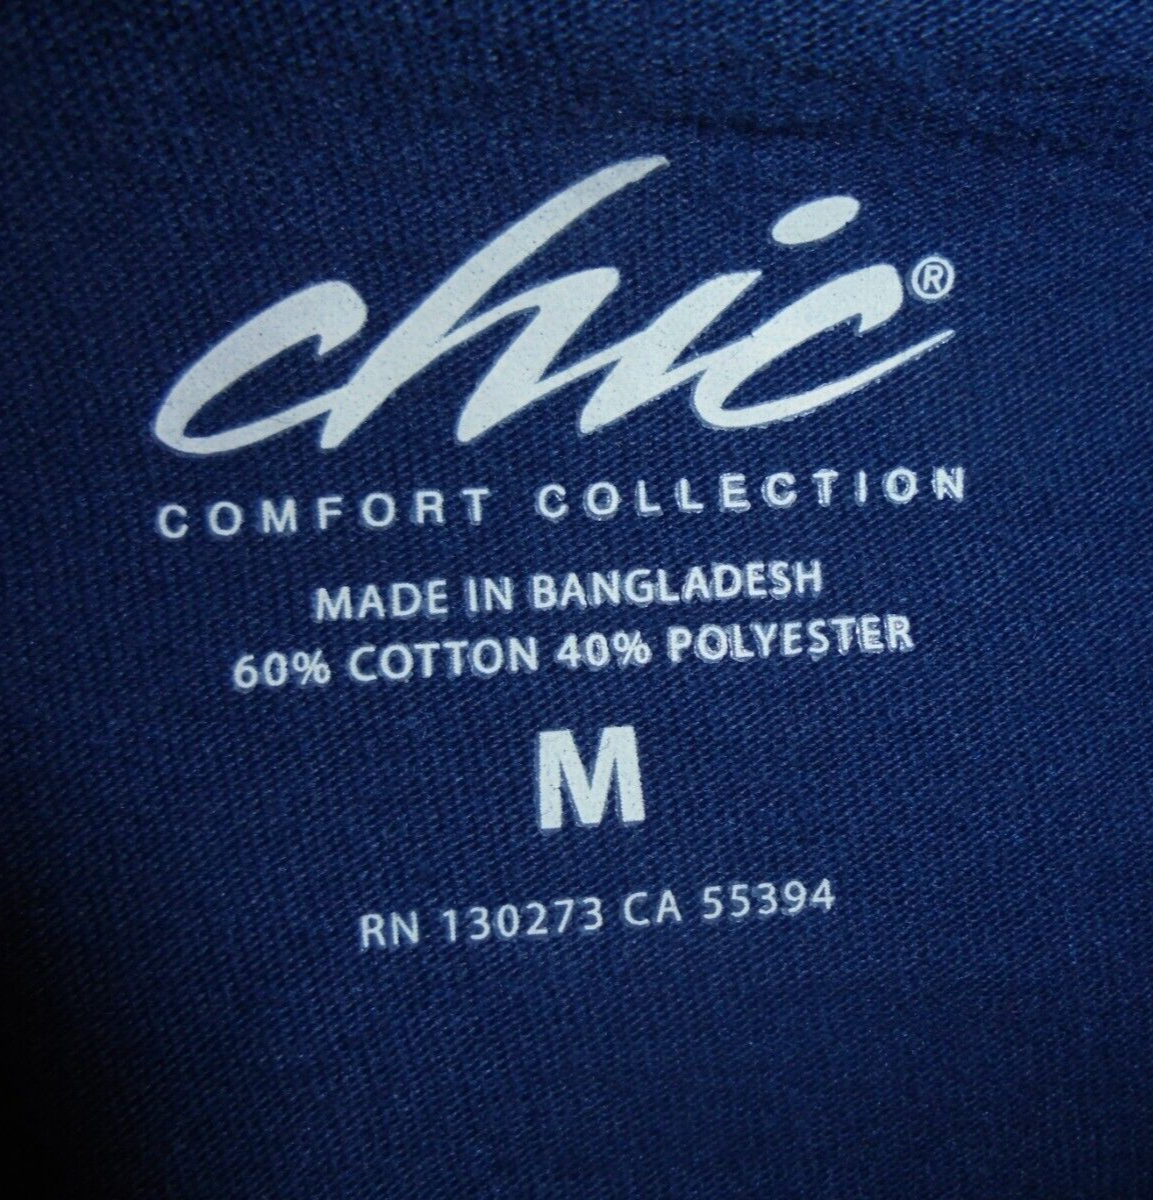 chic®
COMFORT COLLECTION
MADE IN BANGLADESH
60% COTTON 40% POLYESTER
M
RN 130273 CA 55394